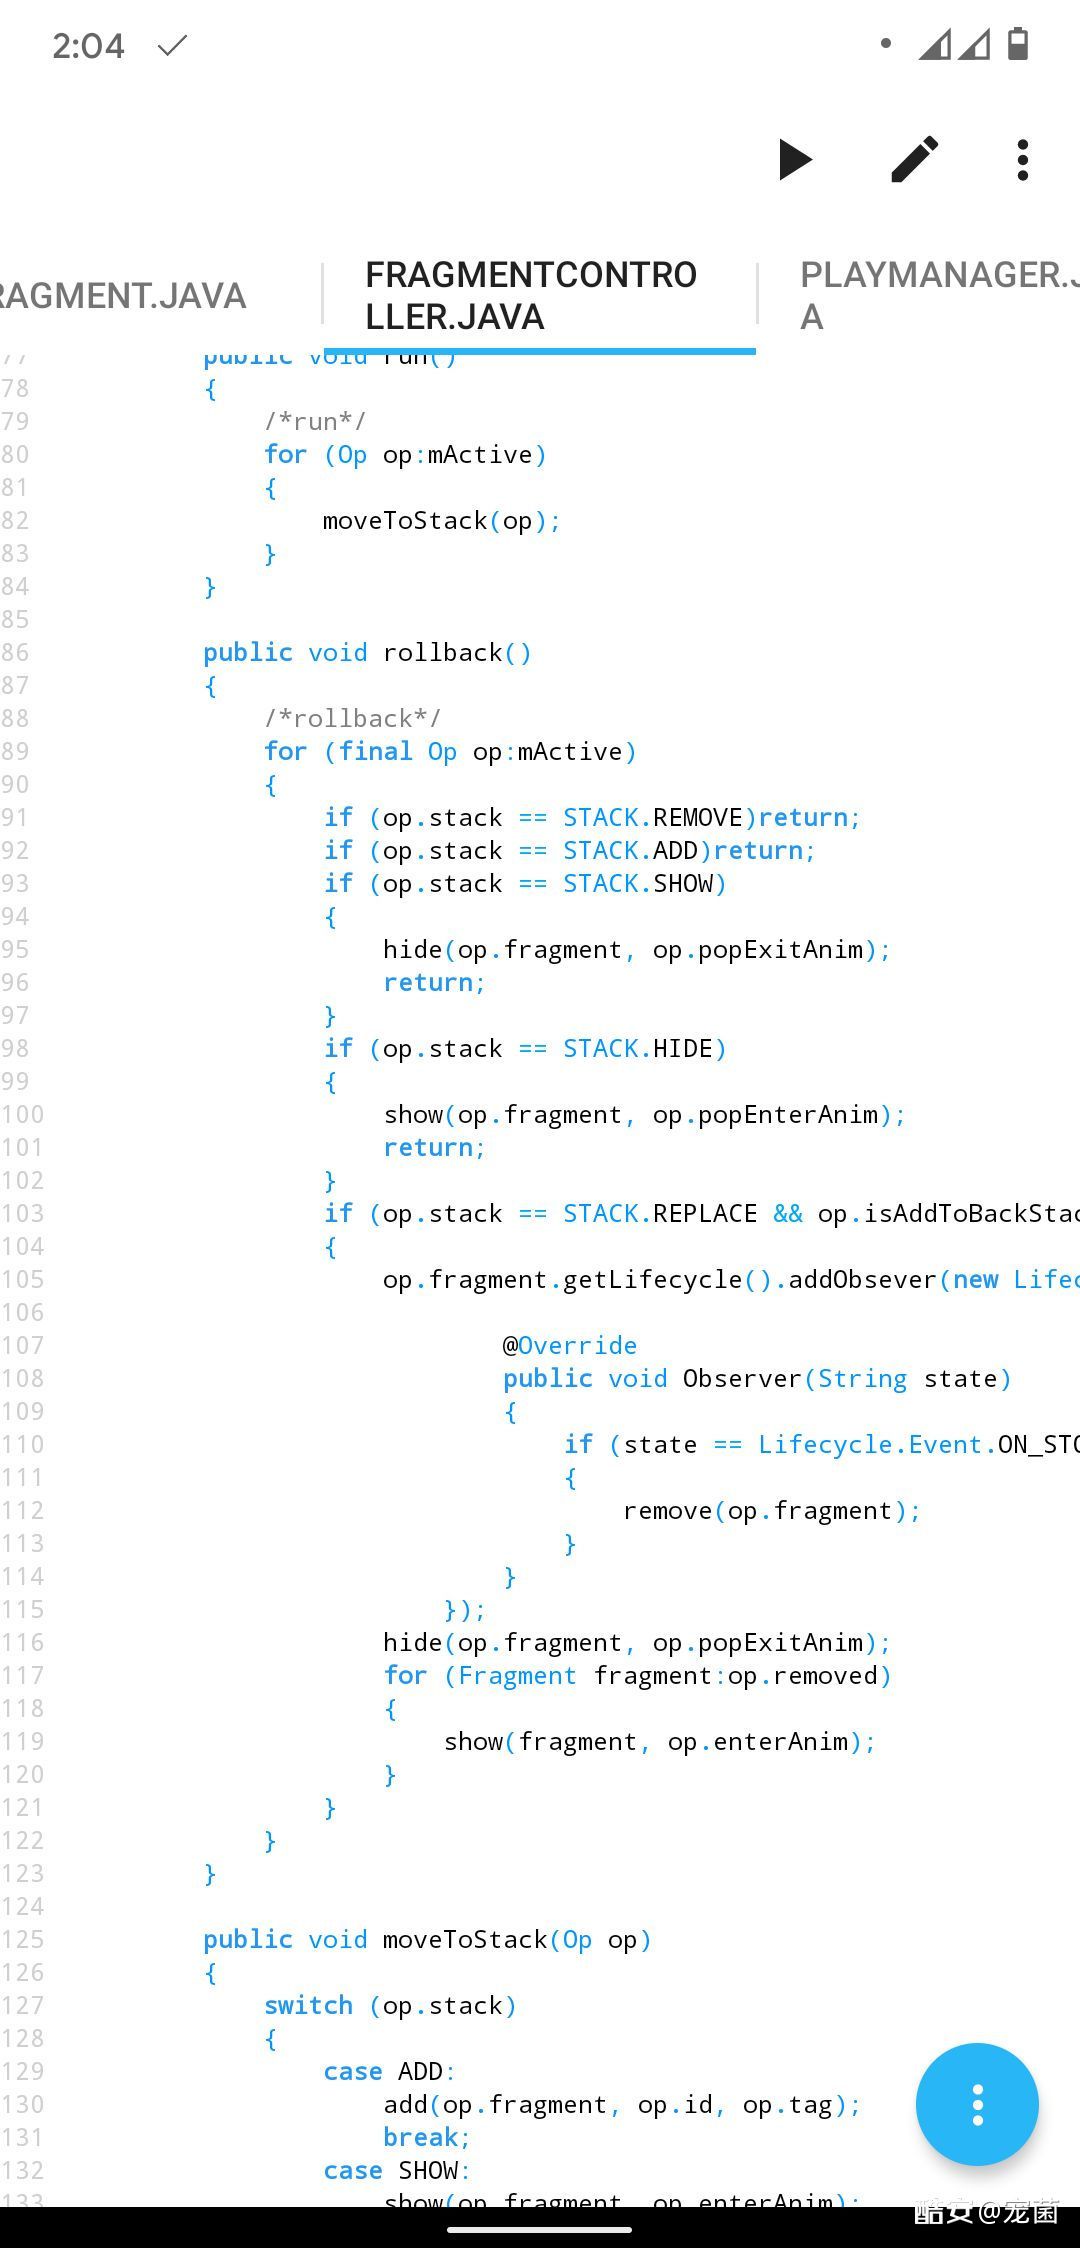 2:04
RAGMENT.JAVA
FRAGMENTCONTRO
LLER.JAVA
PLAYMANAGER.J
A
77 public void run()
78 {
79 /*run*/
80 for (Op op:mActive)
81 {
82 moveToStack(op);
83 }
84 }
85
86 public void rollback()
87 {
88 /*rollback*/
89 for (final Op op:mActive)
90 {
91 if (op.stack == STACK.REMOVE)return;
92 if (op.stack == STACK.ADD)return;
93 if (op.stack == STACK.SHOW)
94 {
95 hide(op.fragment, op.popExitAnim);
96 return;
97 }
98 if (op.stack == STACK.HIDE)
99 {
100 show(op.fragment, op.popEnterAnim);
101 return;
102 }
103 if (op.stack == STACK.REPLACE && op.isAddToBackStac
104 {
105 op.fragment.getLifecycle().addObsever(new Lifec
106
107 @Override
108 public void Observer(String state)
109 {
110 if (state == Lifecycle.Event.ON_STO
111 {
112 remove(op.fragment);
113 }
114 }
115 });
116 hide(op.fragment, op.popExitAnim);
117 for (Fragment fragment:op.removed)
118 {
119 show(fragment, op.enterAnim);
120 }
121 }
122 }
123 }
124
125 public void moveToStack(Op op)
126 {
127 switch (op.stack)
128 {
129 case ADD:
130 add(op.fragment, op.id, op.tag);
131 break;
132 case SHOW:
133 show(op.fragment, op.enterAnim);
酷安@宠菌